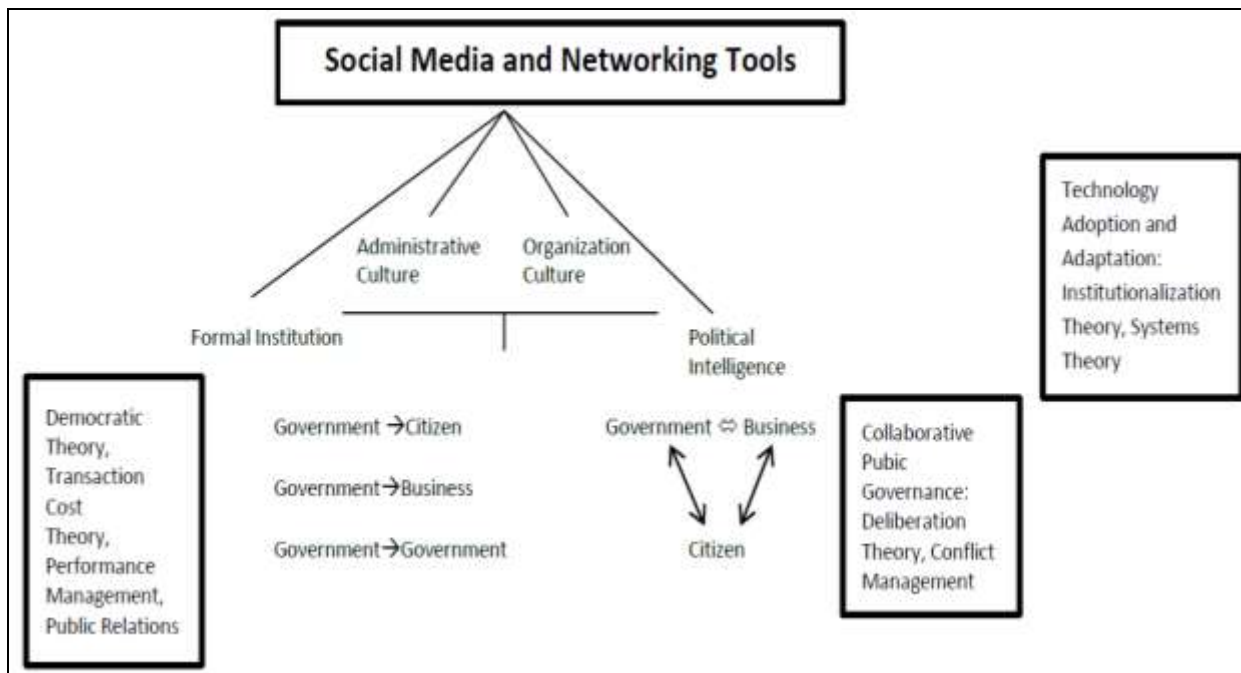 Social Media and Networking Tools
Administrative
Culture
Organization
Culture
Formal Institution
Political
Intelligence
Technology
Adoption and
Adaptation:
Institutionalization
Theory, Systems
Theory
Democratic
Theory,
Transaction
Cost
Theory,
Performance
Management,
Public Relations
Government →Citizen
Government→Business
Government→Government
Government ⇔ Business
Citizen
Collaborative
Pubic
Governance:
Deliberation
Theory, Conflict
Management